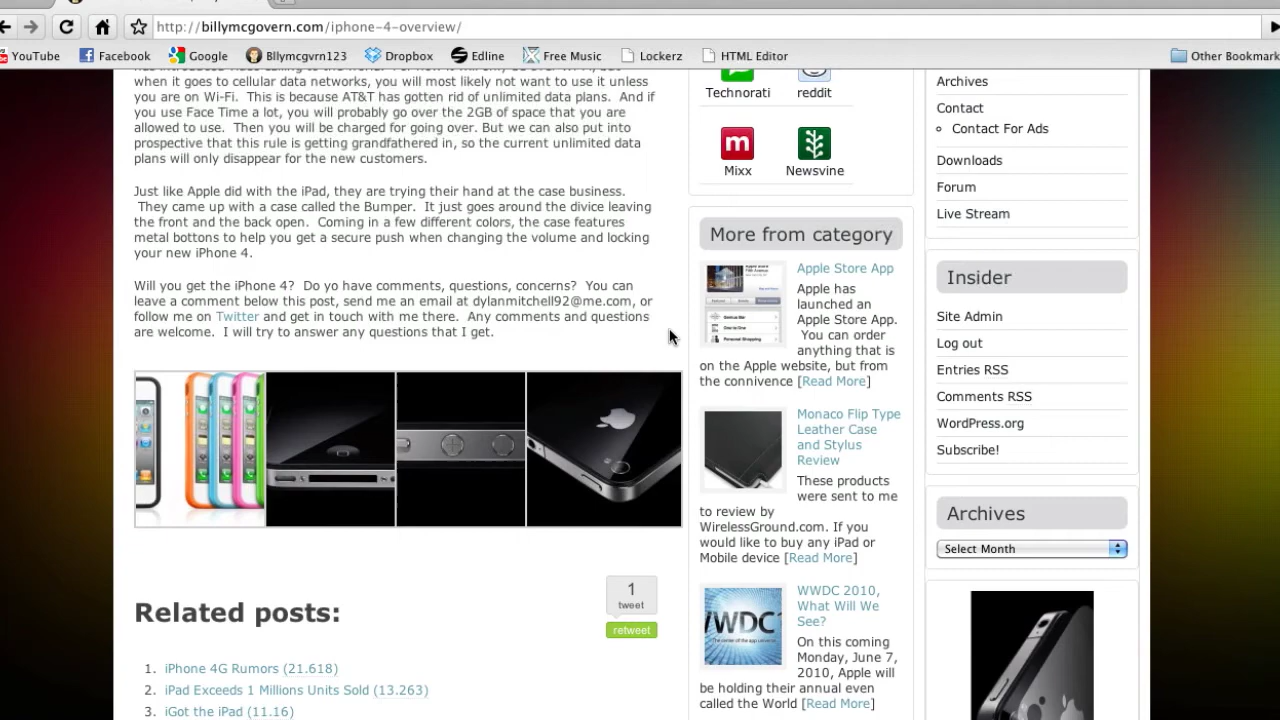 http://billymcgovern.com/iphone-4-overview/
YouTube Facebook Google Bllymcgvrn123 Dropbox Edline Free Music Lockerz HTML Editor Other Bookmark
when it goes to cellular data networks, you will most likely not want to use it unless
you are on Wi-Fi. This is because AT&T has gotten rid of unlimited data plans. And if
you use Face Time a lot, you will probably go over the 2GB of space that you are
allowed to use. Then you will be charged for going over. But we can also put into
prospective that this rule is getting grandfathered in, so the current unlimited data
plans will only disappear for the new customers.
Just like Apple did with the iPad, they are trying their hand at the case business.
They came up with a case called the Bumper. It just goes around the divice leaving
the front and the back open. Coming in a few different colors, the case features
metal bottons to help you get a secure push when changing the volume and locking
your new iPhone 4.
Will you get the iPhone 4? Do yo have comments, questions, concerns? You can
leave a comment below this post, send me an email at dylanmitchell92@me.com, or
follow me on Twitter and get in touch with me there. Any comments and questions
are welcome. I will try to answer any questions that I get.
1
tweet
retweet
Related posts:
1. iPhone 4G Rumors (21.618)
2. iPad Exceeds 1 Millions Units Sold (13.263)
3. iGot the iPad (11.16)
Technorati reddit
m
Mixx Newsvine
More from category
Apple Store App
Apple has
launched an
Apple Store App.
You can order
anything that is
on the Apple website, but from
the connivence [Read More]
Monaco Flip Type
Leather Case
and Stylus
Review
These products
were sent to me
to review by
WirelessGround.com. If you
would like to buy any iPad or
Mobile device [Read More]
WWDC 2010,
What Will We
See?
On this coming
Monday, June 7,
2010, Apple will
be holding their annual even
called the World [Read More]
Archives
Contact
Contact For Ads
Downloads
Forum
Live Stream
Insider
Site Admin
Log out
Entries RSS
Comments RSS
WordPress.org
Subscribe!
Archives
Select Month